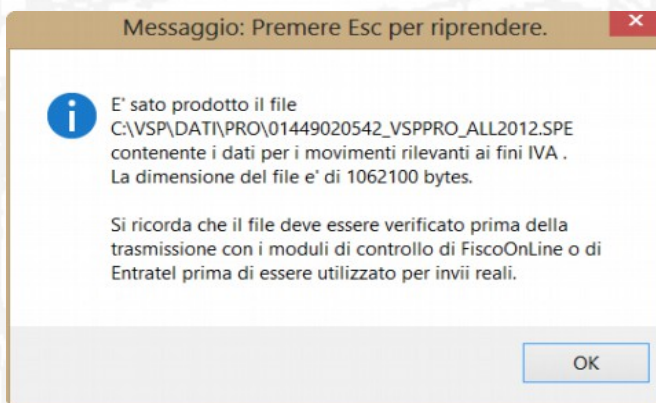 Messaggio: Premere Esc per riprendere.
E' sato prodotto il file
C:\VSP\DATI\PRO\01449020542_VSPPRO_ALL2012.SPE
contenente i dati per i movimenti rilevanti ai fini IVA .
La dimensione del file e' di 1062100 bytes.
Si ricorda che il file deve essere verificato prima della
trasmissione con i moduli di controllo di FiscoOnLine o di
Entratel prima di essere utilizzato per invii reali.
OK